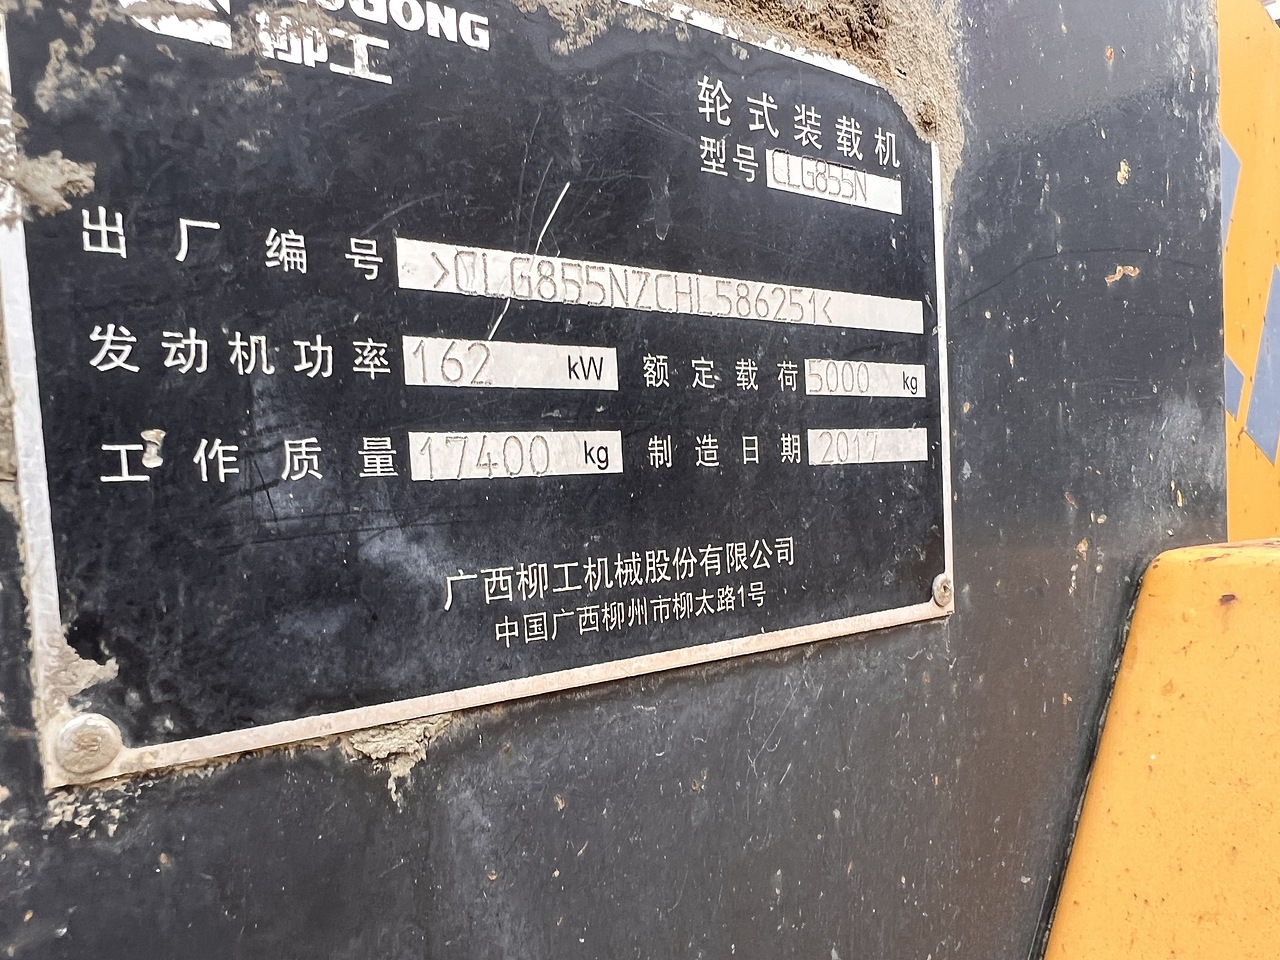 柳工
轮式装载机
型号 CLG855N
出厂编号 >CLG855NZCHL586251<
发动机功率 162 kW 额定载荷 5000 kg
工作质量 17400 kg 制造日期 2017
广西柳工机械股份有限公司
中国广西柳州市柳太路1号